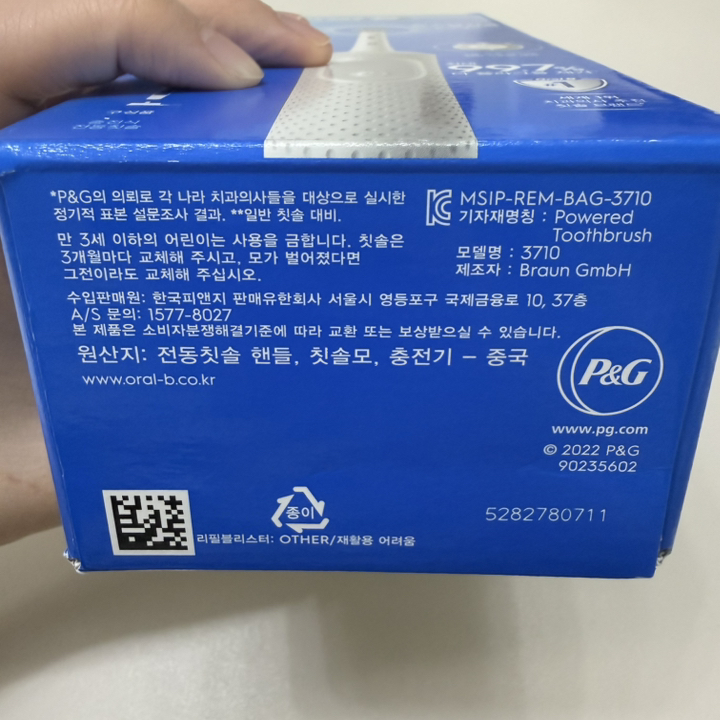 *P&G의 의뢰로 각 나라 치과의사들을 대상으로 실시한
정기적 표본 설문조사 결과. **일반 칫솔 대비.
만 3세 이하의 어린이는 사용을 금합니다. 칫솔은
3개월마다 교체해 주시고, 모가 벌어졌다면
그전이라도 교체해 주십시오.
MSIP-REM-BAG-3710
기자재명칭 : Powered
Toothbrush
모델명 : 3710
제조자 : Braun GmbH
수입판매원: 한국피앤지 판매유한회사 서울시 영등포구 국제금융로 10, 37층
A/S 문의: 1577-8027
본 제품은 소비자분쟁해결기준에 따라 교환 또는 보상받으실 수 있습니다.
원산지: 전동칫솔 핸들, 칫솔모, 충전기 – 중국
www.oral-b.co.kr
P&G
www.pg.com
© 2022 P&G
90235602
종이
리필블리스터: OTHER/재활용 어려움
5282780711